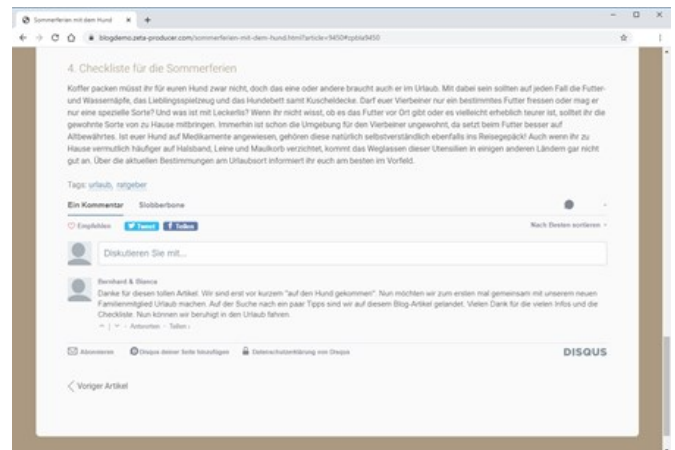 Sommerferien mit dem Hund
blogdemo.zeta-producer.com/sommerferien-mit-dem-hund.html?article=9450#cpbla9450
4. Checkliste für die Sommerferien
Koffer packen müsst ihr für euren Hund zwar nicht, doch das eine oder andere braucht auch er im Urlaub. Mit dabei sein sollten auf jeden Fall die Futter-
und Wassernäpfe, das Lieblingsspielzeug und das Hundebett samt Kuscheldecke. Darf euer Vierbeiner nur ein bestimmtes Futter fressen oder mag er
nur eine spezielle Sorte? Und was ist mit Leckerlis? Wenn ihr nicht wisst, ob es das Futter vor Ort gibt oder es vielleicht erheblich teurer ist, solltet ihr die
gewohnte Sorte von zu Hause mitbringen. Immerhin ist schon die Umgebung für den Vierbeiner ungewohnt, da setzt beim Futter besser auf
Altbewährtes. Ist euer Hund auf Medikamente angewiesen, gehören diese natürlich selbstverständlich ebenfalls ins Reisegepäck! Auch wenn ihr zu
Hause vermutlich häufiger auf Halsband, Leine und Maulkorb verzichtet, kommt das Weglassen dieser Utensilien in einigen anderen Ländern gar nicht
gut an. Über die aktuellen Bestimmungen am Urlaubsort informiert ihr euch am besten im Vorfeld.
Tags: urlaub, ratgeber
Ein Kommentar Slobberbone
Empfehlen Tweet Teilen Nach Besten sortieren
Diskutieren Sie mit...
Bernhard & Bianca
Danke für diesen tollen Artikel. Wir sind erst vor kurzem "auf den Hund gekommen". Nun möchten wir zum ersten mal gemeinsam mit unserem neuen
Familienmitglied Urlaub machen. Auf der Suche nach ein paar Tipps sind wir auf diesem Blog-Artikel gelandet. Vielen Dank für die vielen Infos und die
Checkliste. Nun können wir beruhigt in den Urlaub fahren.
Antworten Teilen ›
Abonnieren Disqus deiner Seite hinzufügen Datenschutzerklärung von Disqus DISQUS
Voriger Artikel